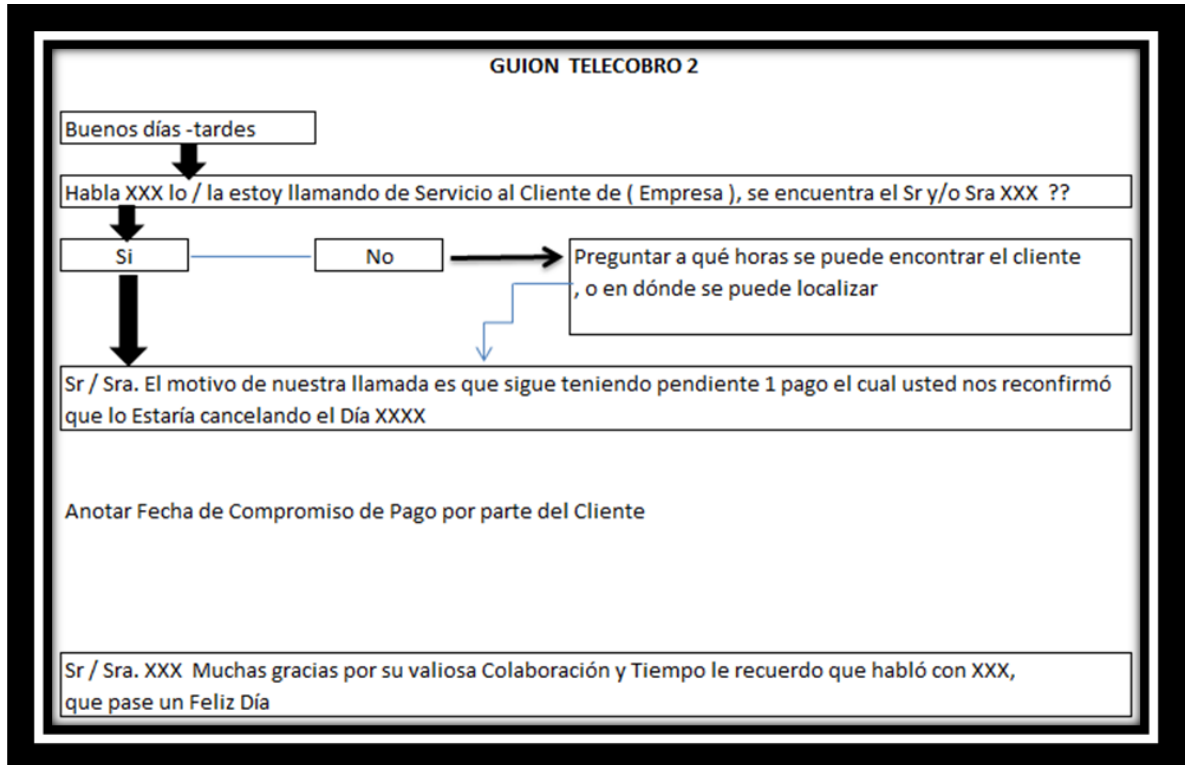 GUION TELECOBRO 2
Buenos días -tardes
Habla XXX lo / la estoy llamando de Servicio al Cliente de ( Empresa ), se encuentra el Sr y/o Sra XXX ??
Si
No
Preguntar a qué horas se puede encontrar el cliente
, o en dónde se puede localizar
Sr / Sra. El motivo de nuestra llamada es que sigue teniendo pendiente 1 pago el cual usted nos reconfirmó
que lo Estaría cancelando el Día XXXX
Anotar Fecha de Compromiso de Pago por parte del Cliente
Sr / Sra. XXX Muchas gracias por su valiosa Colaboración y Tiempo le recuerdo que habló con XXX,
que pase un Feliz Día